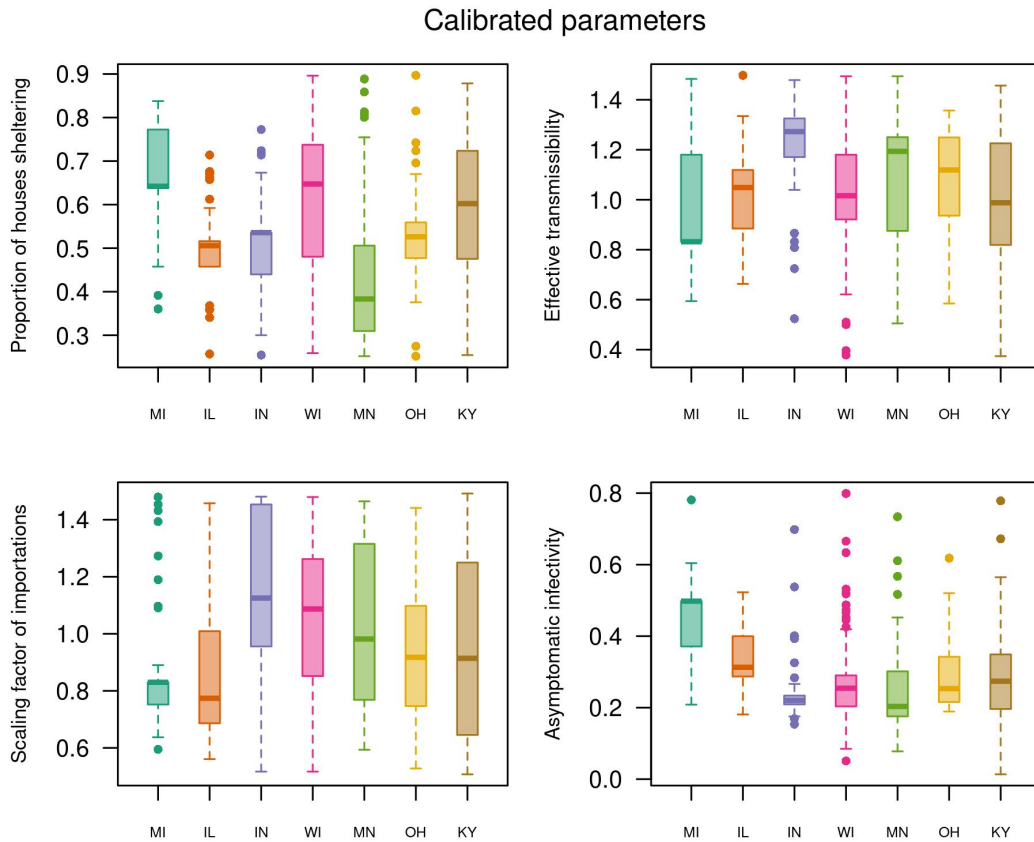 Calibrated parameters
Proportion of houses sheltering
0.9
0.8
0.7
0.6
0.5
0.4
0.3
MI IL IN WI MN OH KY
Effective transmissibility
1.4
1.2
1.0
0.8
0.6
0.4
MI IL IN WI MN OH KY
Scaling factor of importations
1.4
1.2
1.0
0.8
0.6
MI IL IN WI MN OH KY
Asymptomatic infectivity
0.8
0.6
0.4
0.2
0.0
MI IL IN WI MN OH KY